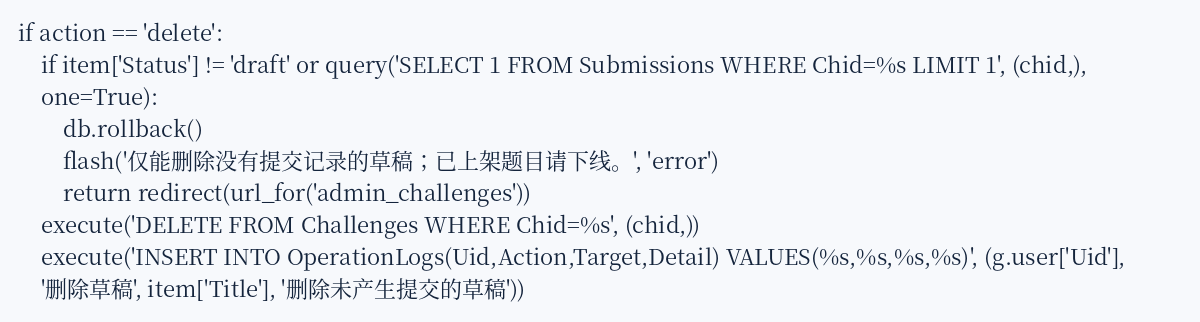 if action == 'delete':
    if item['Status'] != 'draft' or query('SELECT 1 FROM Submissions WHERE Chid=%s LIMIT 1', (chid,),
    one=True):
        db.rollback()
        flash('仅能删除没有提交记录的草稿；已上架题目请下线。', 'error')
        return redirect(url_for('admin_challenges'))
    execute('DELETE FROM Challenges WHERE Chid=%s', (chid,))
    execute('INSERT INTO OperationLogs(Uid,Action,Target,Detail) VALUES(%s,%s,%s,%s)', (g.user['Uid'],
    '删除草稿', item['Title'], '删除未产生提交的草稿'))